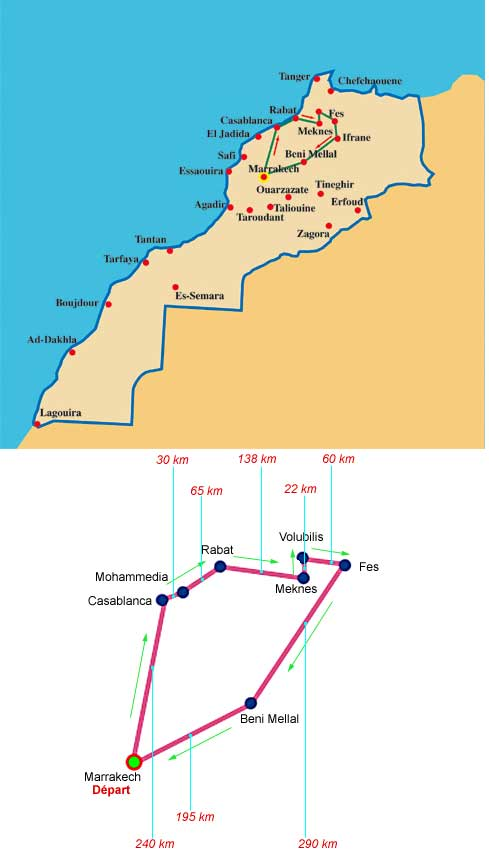 Tanger
Chefchaouenc
Rabat
Fes
Casablanca
Meknes
El Jadida
Ifrane
Safi
Beni Mellal
Essaouira
Marrakech
Ouarzazate
Tineghir
Agadir
Taliouine
Erfoud
Taroudant
Zagora
Tantan
Tarfaya
Es-Semara
Boujdour
Ad-Dakhla
Lagouira
30 km
138 km
60 km
65 km
22 km
Volubilis
Rabat
Fes
Mohammedia
Meknes
Casablanca
Beni Mellal
Marrakech
Départ
195 km
240 km
290 km